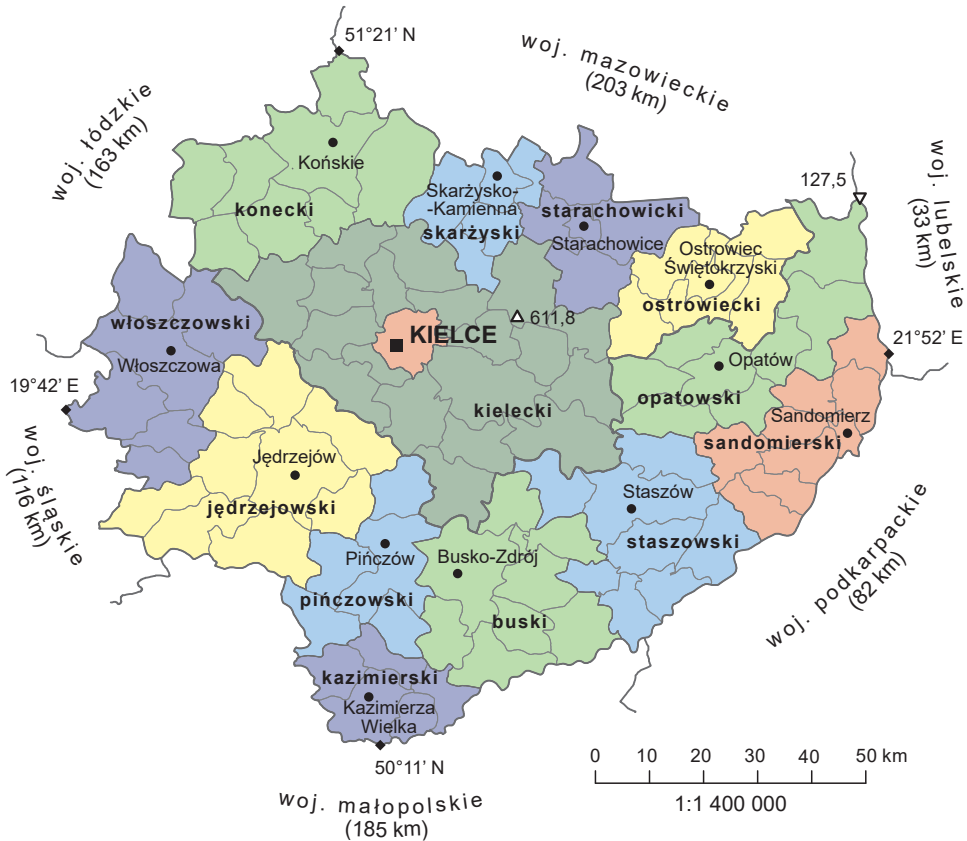 51°21’ N
woj. mazowieckie
(203 km)
woj. łódzkie
(163 km)
woj. lubelskie
(33 km)
127,5
Końskie
konecki
Skarżysko-
-Kamienna
skarżyski
starachowicki
Starachowice
Ostrowiec
Świętokrzyski
ostrowiecki
włoszczowski
Włoszczowa
KIELCE
611,8
21°52’ E
19°42’ E
Opatów
opatowski
kielecki
Sandomierz
sandomierski
woj. śląskie
(116 km)
Jędrzejów
jędrzejowski
Staszów
staszowski
Pińczów
pińczowski
Busko-Zdrój
buski
woj. podkarpackie
(82 km)
kazimierski
Kazimierza
Wielka
50°11’ N
woj. małopolskie
(185 km)
0 10 20 30 40 50 km
1:1 400 000